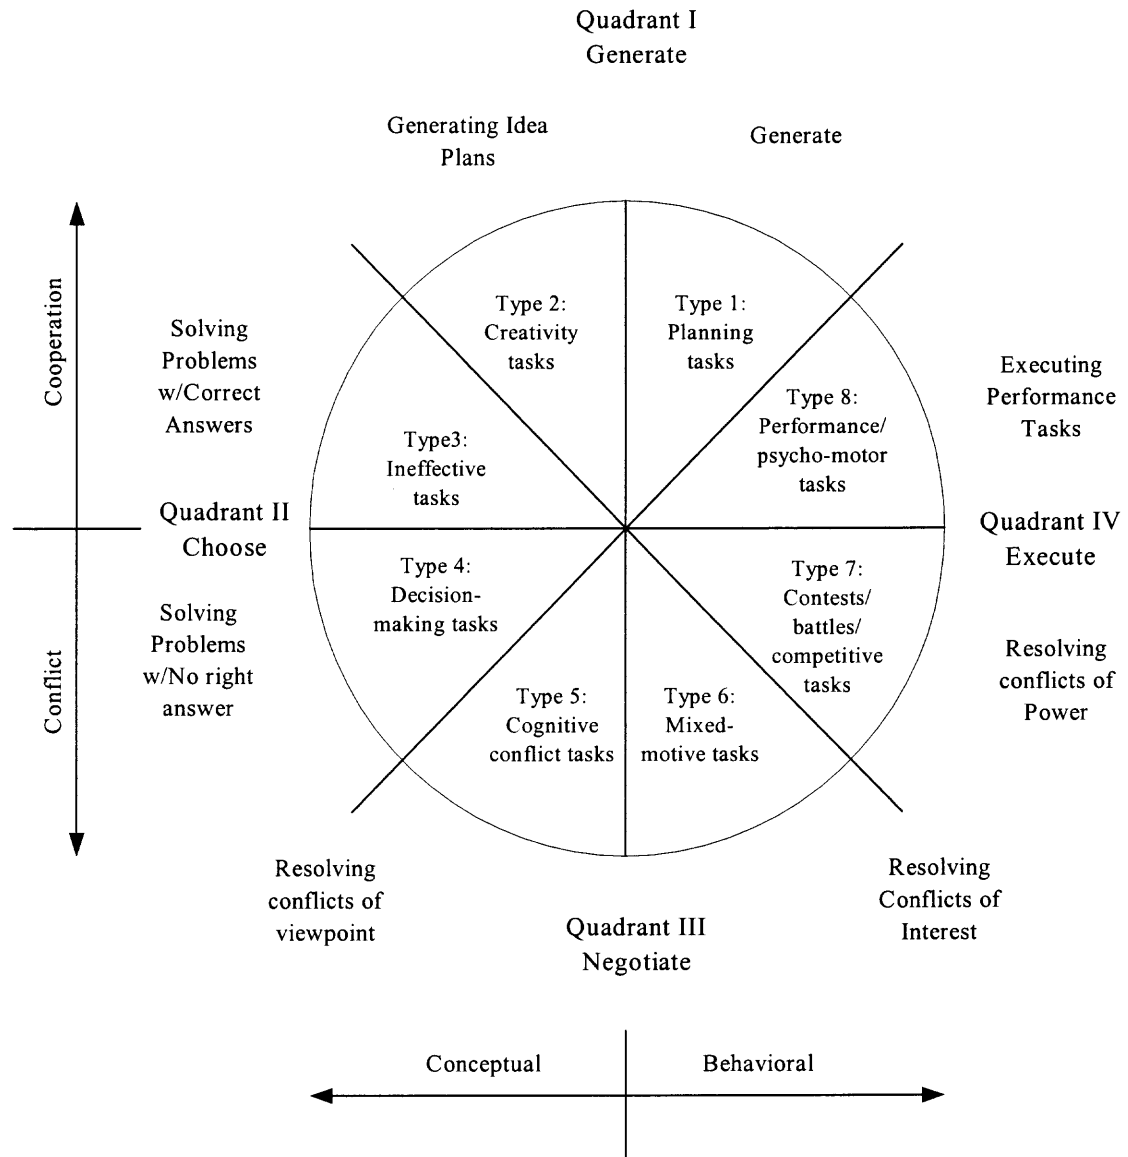 Quadrant I
Generate
Generating Idea
Plans
Generate
Cooperation
Conflict
Solving
Problems
w/Correct
Answers
Type 2:
Creativity
tasks
Type 1:
Planning
tasks
Type3:
Ineffective
tasks
Type 8:
Performance/
psycho-motor
tasks
Executing
Performance
Tasks
Quadrant II
Choose
Quadrant IV
Execute
Solving
Problems
w/No right
answer
Type 4:
Decision-
making tasks
Type 7:
Contests/
battles/
competitive
tasks
Resolving
conflicts of
Power
Type 5:
Cognitive
conflict tasks
Type 6:
Mixed-
motive tasks
Resolving
conflicts of
viewpoint
Quadrant III
Negotiate
Resolving
Conflicts of
Interest
Conceptual
Behavioral